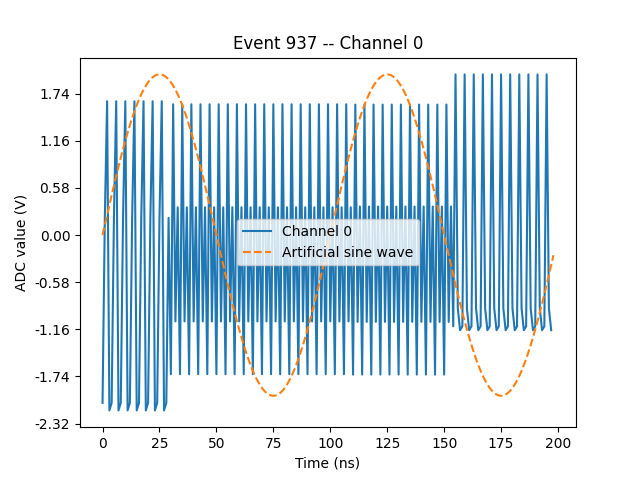 Event 937 -- Channel 0
ADC value (V)
1.74
1.16
0.58
0.00
-0.58
-1.16
-1.74
-2.32
Channel 0
Artificial sine wave
0 25 50 75 100 125 150 175 200
Time (ns)